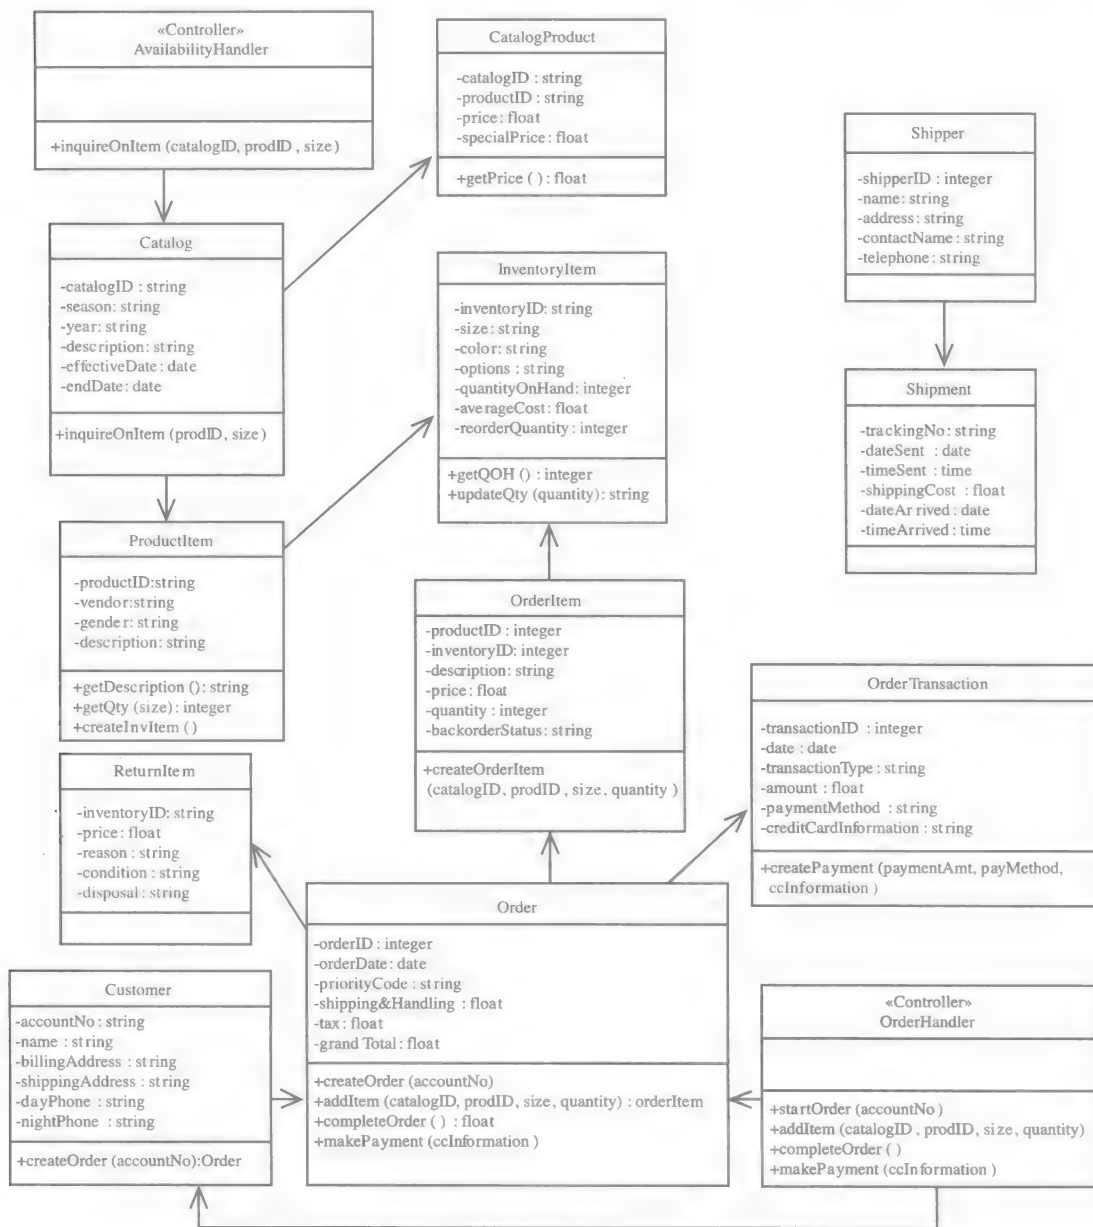 «Controller»
AvailabilityHandler
+inquireOnItem (catalogID, prodID , size)
CatalogProduct
-catalogID : string
-productID : string
-price : float
-specialPrice : float
+getPrice ( ) : float
Shipper
-shipperID : integer
-name: string
-address : string
-contactName : string
-telephone : string
Catalog
-catalogID : string
-season: string
-year: string
-description : string
-effectiveDate : date
-endDate: date
+inquireOnItem (prodID , size)
InventoryItem
-inventoryID: string
-size : string
-color : string
-options : string
-quantityOnHand: integer
-averageCost : float
-reorderQuantity : integer
+getQOH ( ) : integer
+updateQty (quantity) : string
Shipment
-trackingNo: string
-dateSent : date
-timeSent : time
-shippingCost : float
-dateArrived : date
-timeArrived : time
ProductItem
-productID:string
-vendor:string
-gender: string
-description: string
+getDescription ( ): string
+getQty (size) : integer
+createInvItem ( )
OrderItem
-productID : integer
-inventoryID: integer
-description: string
-price : float
-quantity : integer
-backorderStatus: string
+createOrderItem
(catalogID, prodID , size, quantity )
OrderTransaction
-transactionID : integer
-date : date
-transactionType : string
-amount : float
-paymentMethod : string
-creditCardInformation : string
+createPayment (paymentAmt, payMethod,
ccInformation )
ReturnItem
-inventoryID: string
-price : float
-reason : string
-condition : string
-disposal : string
Order
-orderID : integer
-orderDate : date
-priorityCode : string
-shipping&Handling : float
-tax : float
-grand Total : float
+createOrder (accountNo)
+addItem (catalogID, prodID, size, quantity) : orderItem
+completeOrder ( ) : float
+makePayment (ccInformation )
Customer
-accountNo : string
-name : string
-billingAddress : string
-shippingAddress : string
-dayPhone : string
-nightPhone : string
+createOrder (accountNo):Order
«Controller»
OrderHandler
+startOrder (accountNo)
+addItem (catalogID , prodID, size, quantity)
+completeOrder ( )
+makePayment (ccInformation )